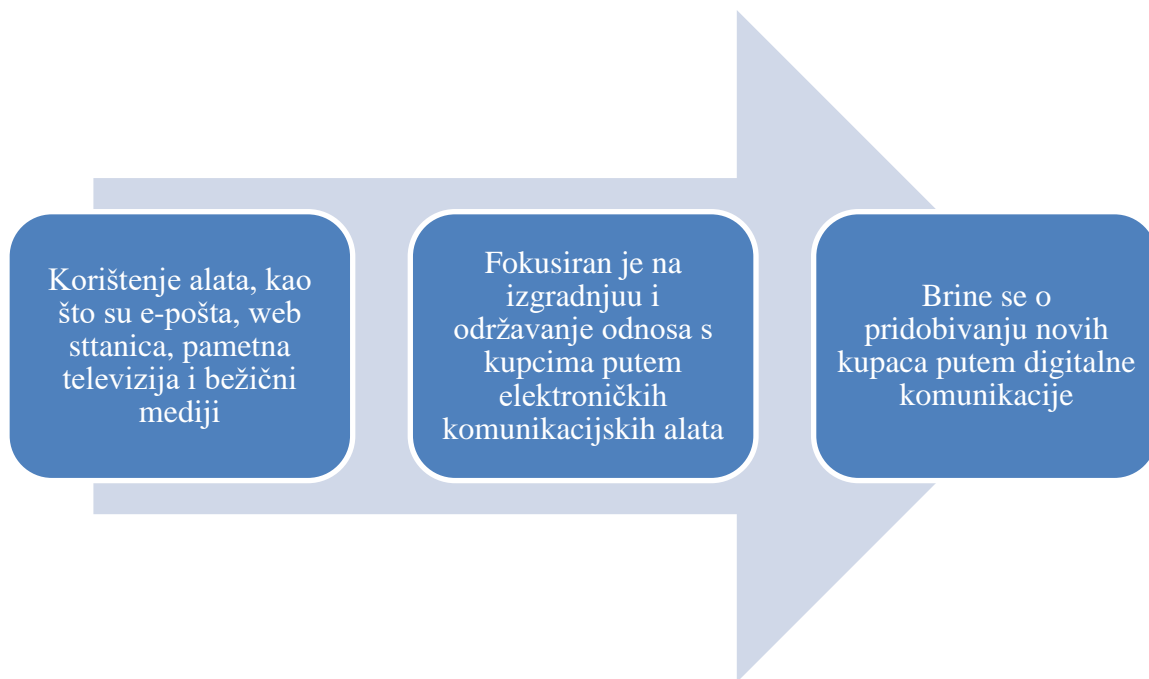 Korištenje alata, kao
što su e-pošta, web
sttanica, pametna
televizija i bežični
mediji
Fokusiran je na
izgradnjuu i
održavanje odnosa s
kupcima putem
elektroničkih
komunikacijskih alata
Brine se o
pridobivanju novih
kupaca putem digitalne
komunikacije